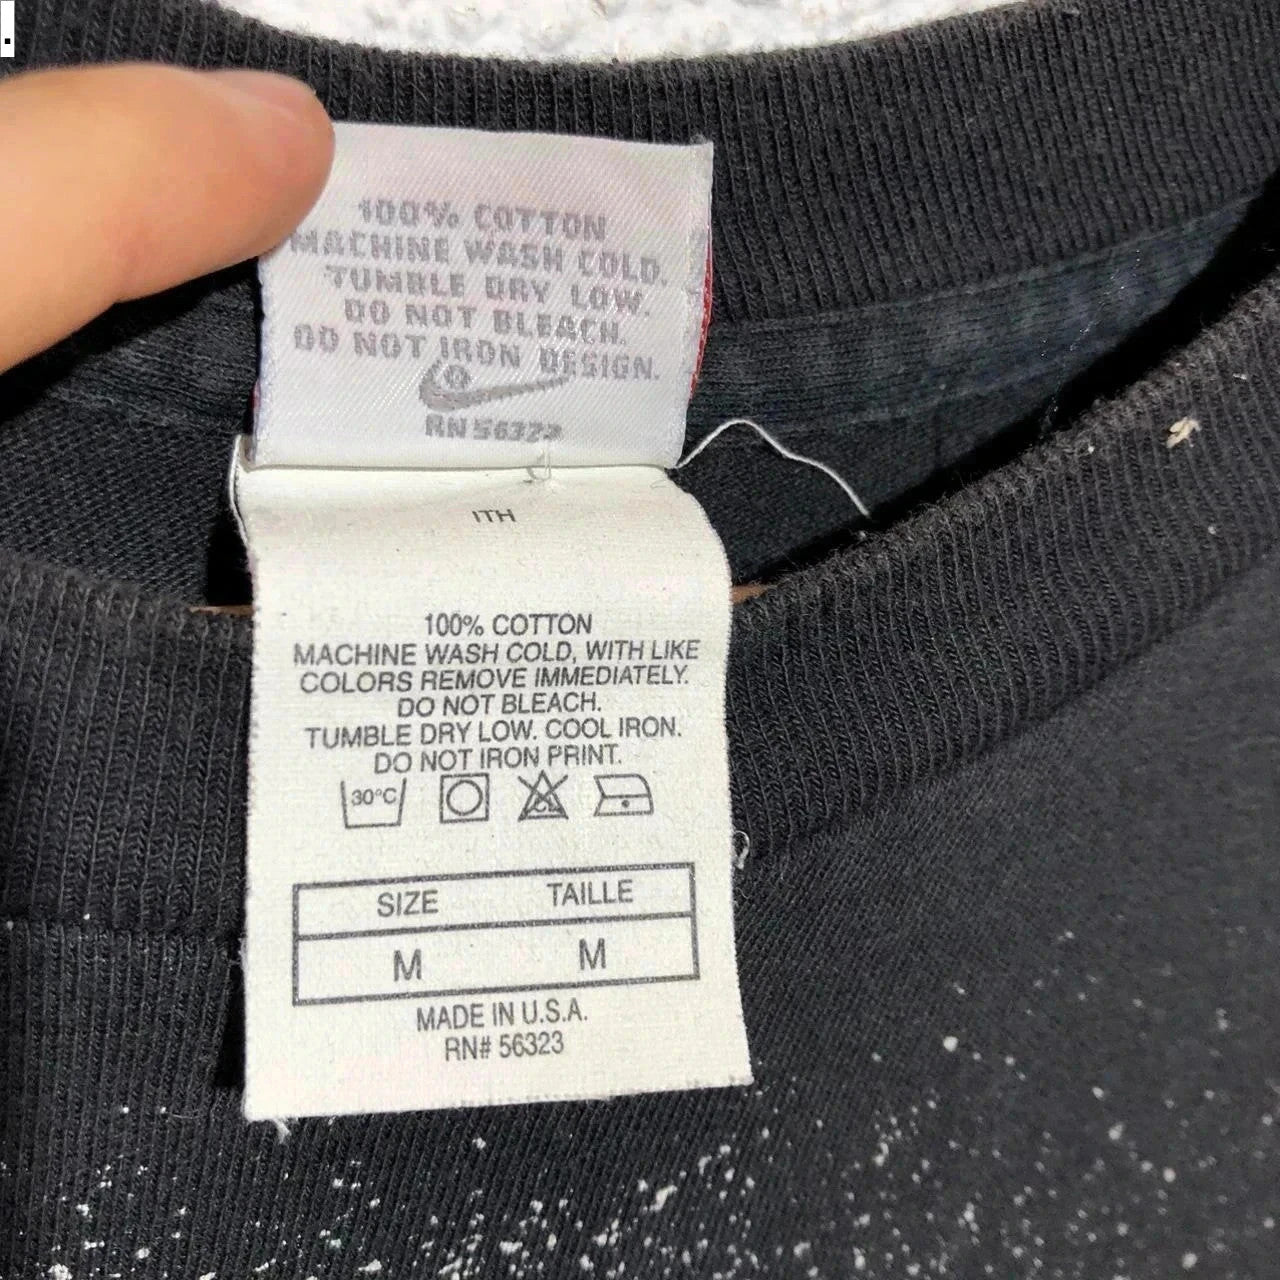 .
100% COTTON
MACHINE WASH COLD.
TUMBLE DRY LOW.
DO NOT BLEACH.
DO NOT IRON DESIGN.
R
RN 56323
ITH
100% COTTON
MACHINE WASH COLD, WITH LIKE
COLORS REMOVE IMMEDIATELY.
DO NOT BLEACH.
TUMBLE DRY LOW. COOL IRON.
DO NOT IRON PRINT.
30°C CL
SIZE TAILLE
M M
MADE IN U.S.A.
RN# 56323